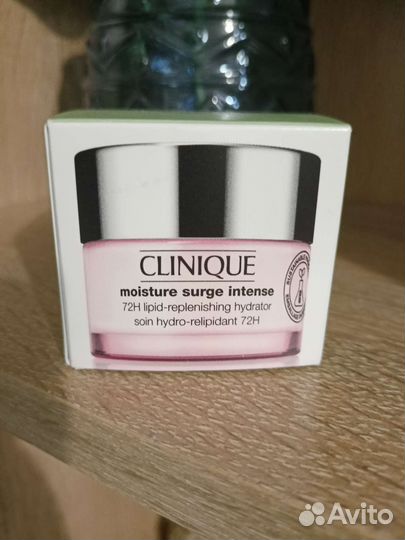 CLINIQUE
moisture surge intense
72H lipid-replenishing hydrator
soin hydro-relipidant 72H
Avito